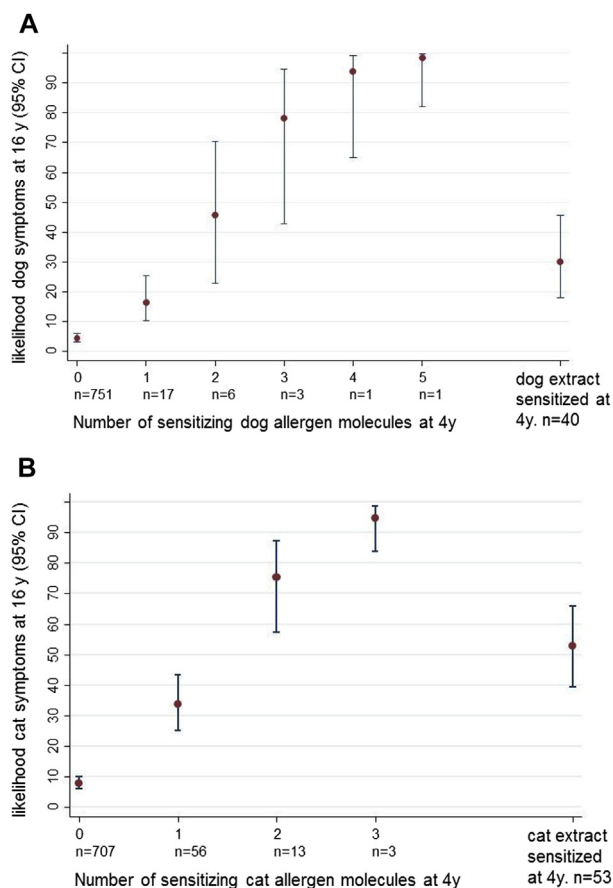 A
likelihood dog symptoms at 16 y (95% CI)
90
80
70
60
50
40
30
20
10
0
0 1 2 3 4 5
n=751 n=17 n=6 n=3 n=1 n=1
Number of sensitizing dog allergen molecules at 4y
dog extract
sensitized at
4y. n=40
B
likelihood cat symptoms at 16 y (95% CI)
90
80
70
60
50
40
30
20
10
0
0 1 2 3
n=707 n=56 n=13 n=3
Number of sensitizing cat allergen molecules at 4y
cat extract
sensitized
at 4y. n=53